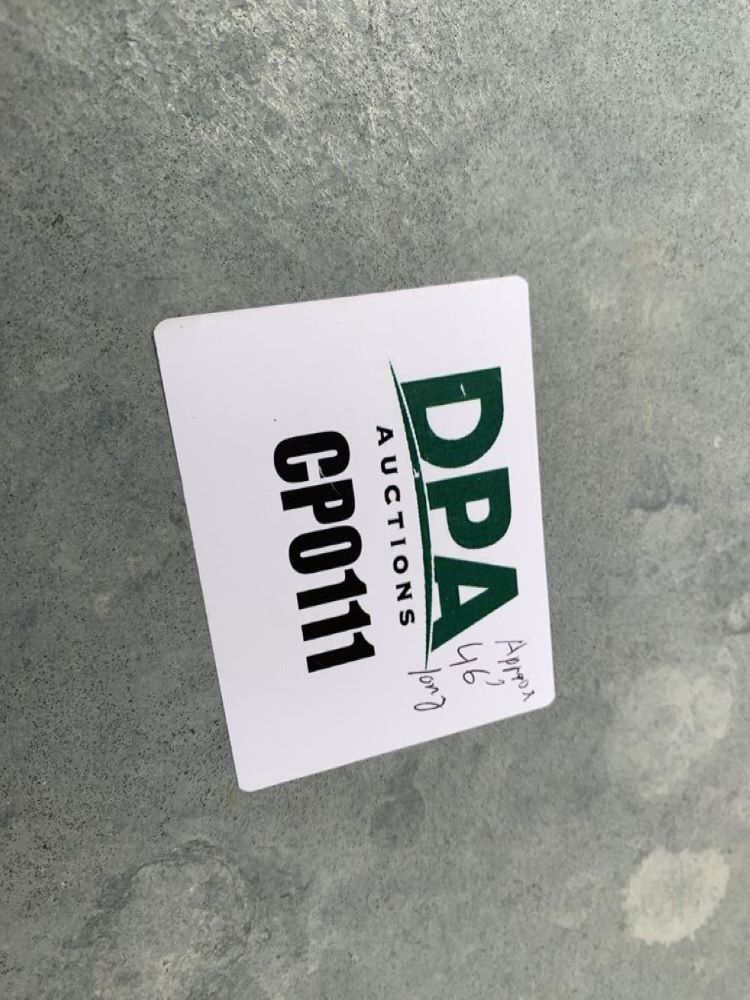 DPA
AUCTIONS
CP0111
Approx
46'
long